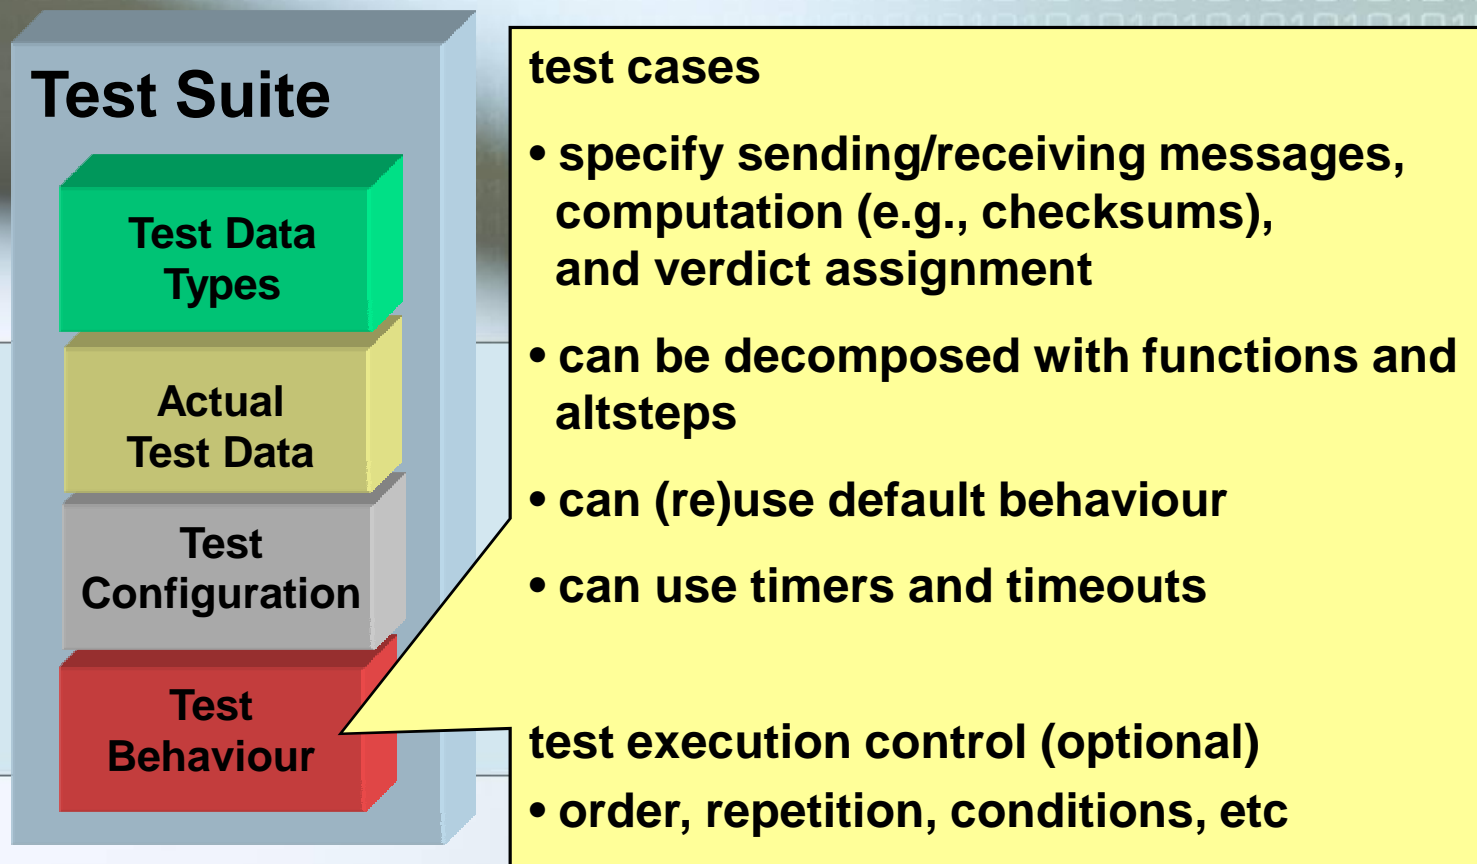 Test Suite
Test Data
Types
Actual
Test Data
Test
Configuration
Test
Behaviour
test cases
• specify sending/receiving messages,
computation (e.g., checksums),
and verdict assignment
• can be decomposed with functions and
altsteps
• can (re)use default behaviour
• can use timers and timeouts
test execution control (optional)
• order, repetition, conditions, etc